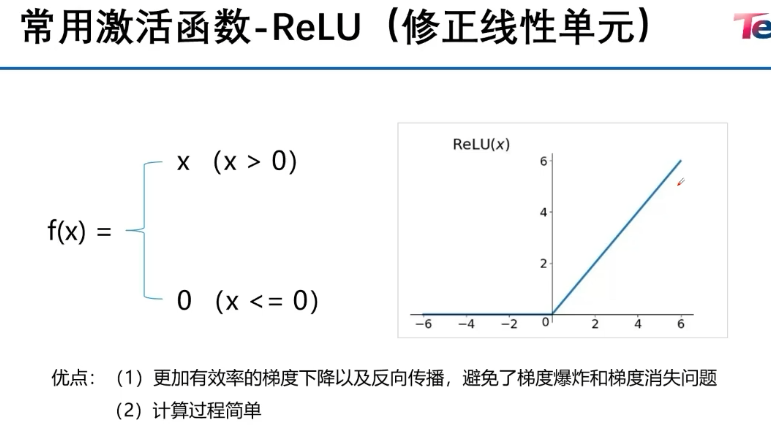 常用激活函数-ReLU（修正线性单元）
Te
f(x) =
x （x > 0）
0 （x <= 0）
ReLU(x)
6
4
2
−6 −4 −2 0 2 4 6
优点：（1）更加有效率的梯度下降以及反向传播，避免了梯度爆炸和梯度消失问题
（2）计算过程简单